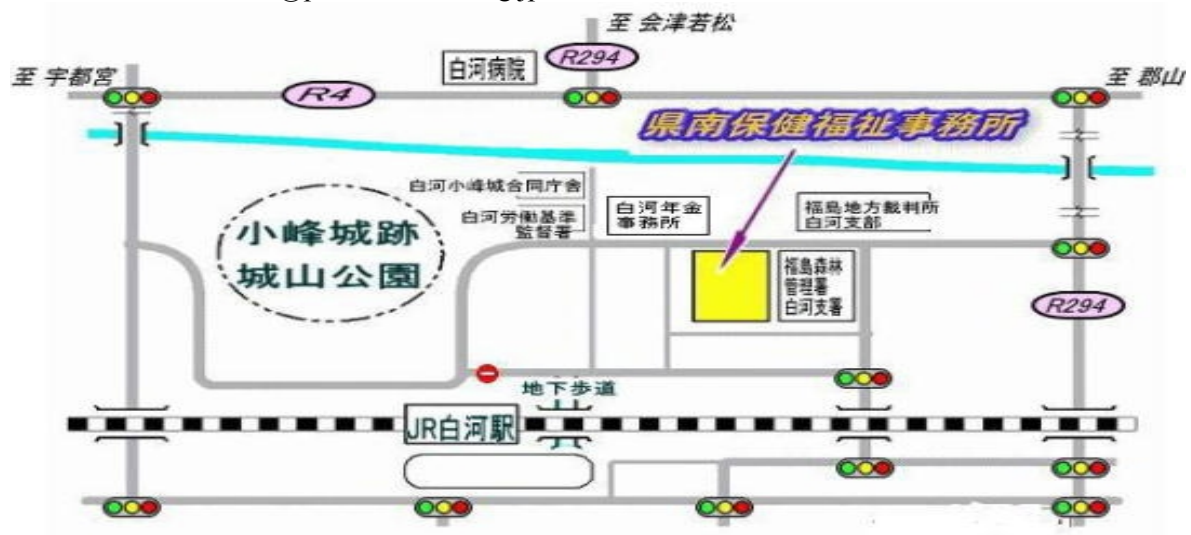 至 会津若松
R294
白河病院
至 宇都宮
R4
至 郡山
県南保健福祉事務所
白河小峰城合同庁舎
白河労働基準
監督署
白河年金
事務所
福島地方裁判所
白河支部
小峰城跡
城山公園
福島森林
管理署
白河支署
R294
地下歩道
JR白河駅